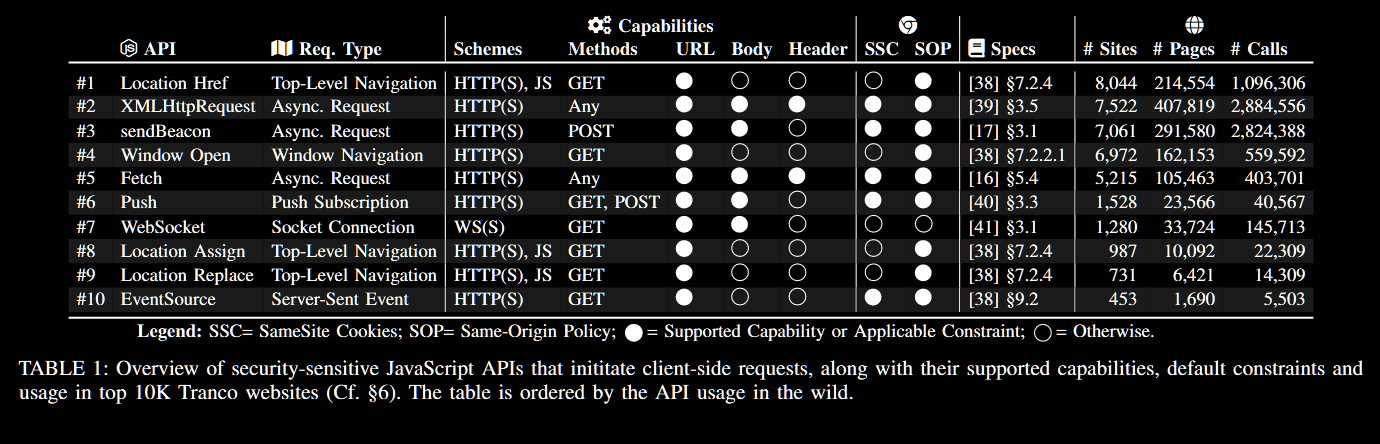 Capabilities
API Req. Type Schemes Methods URL Body Header SSC SOP Specs # Sites # Pages # Calls
#1 Location Href Top-Level Navigation HTTP(S), JS GET ● ○ ○ ○ ● [38] §7.2.4 8,044 214,554 1,096,306
#2 XMLHttpRequest Async. Request HTTP(S) Any ● ● ● ● ● [39] §3.5 7,522 407,819 2,884,556
#3 sendBeacon Async. Request HTTP(S) POST ● ● ○ ● ● [17] §3.1 7,061 291,580 2,824,388
#4 Window Open Window Navigation HTTP(S) GET ● ○ ○ ○ ● [38] §7.2.2.1 6,972 162,153 559,592
#5 Fetch Async. Request HTTP(S) Any ● ● ● ● ● [16] §5.4 5,215 105,463 403,701
#6 Push Push Subscription HTTP(S) GET, POST ● ● ○ ● ● [40] §3.3 1,528 23,566 40,567
#7 WebSocket Socket Connection WS(S) GET ● ● ○ ○ ○ [41] §3.1 1,280 33,724 145,713
#8 Location Assign Top-Level Navigation HTTP(S), JS GET ● ○ ○ ○ ● [38] §7.2.4 987 10,092 22,309
#9 Location Replace Top-Level Navigation HTTP(S), JS GET ● ○ ○ ○ ● [38] §7.2.4 731 6,421 14,309
#10 EventSource Server-Sent Event HTTP(S) GET ● ○ ○ ● ● [38] §9.2 453 1,690 5,503
Legend: SSC= SameSite Cookies; SOP= Same-Origin Policy; ●= Supported Capability or Applicable Constraint; ○= Otherwise.
TABLE 1: Overview of security-sensitive JavaScript APIs that inititate client-side requests, along with their supported capabilities, default constraints and
usage in top 10K Tranco websites (Cf. §6). The table is ordered by the API usage in the wild.